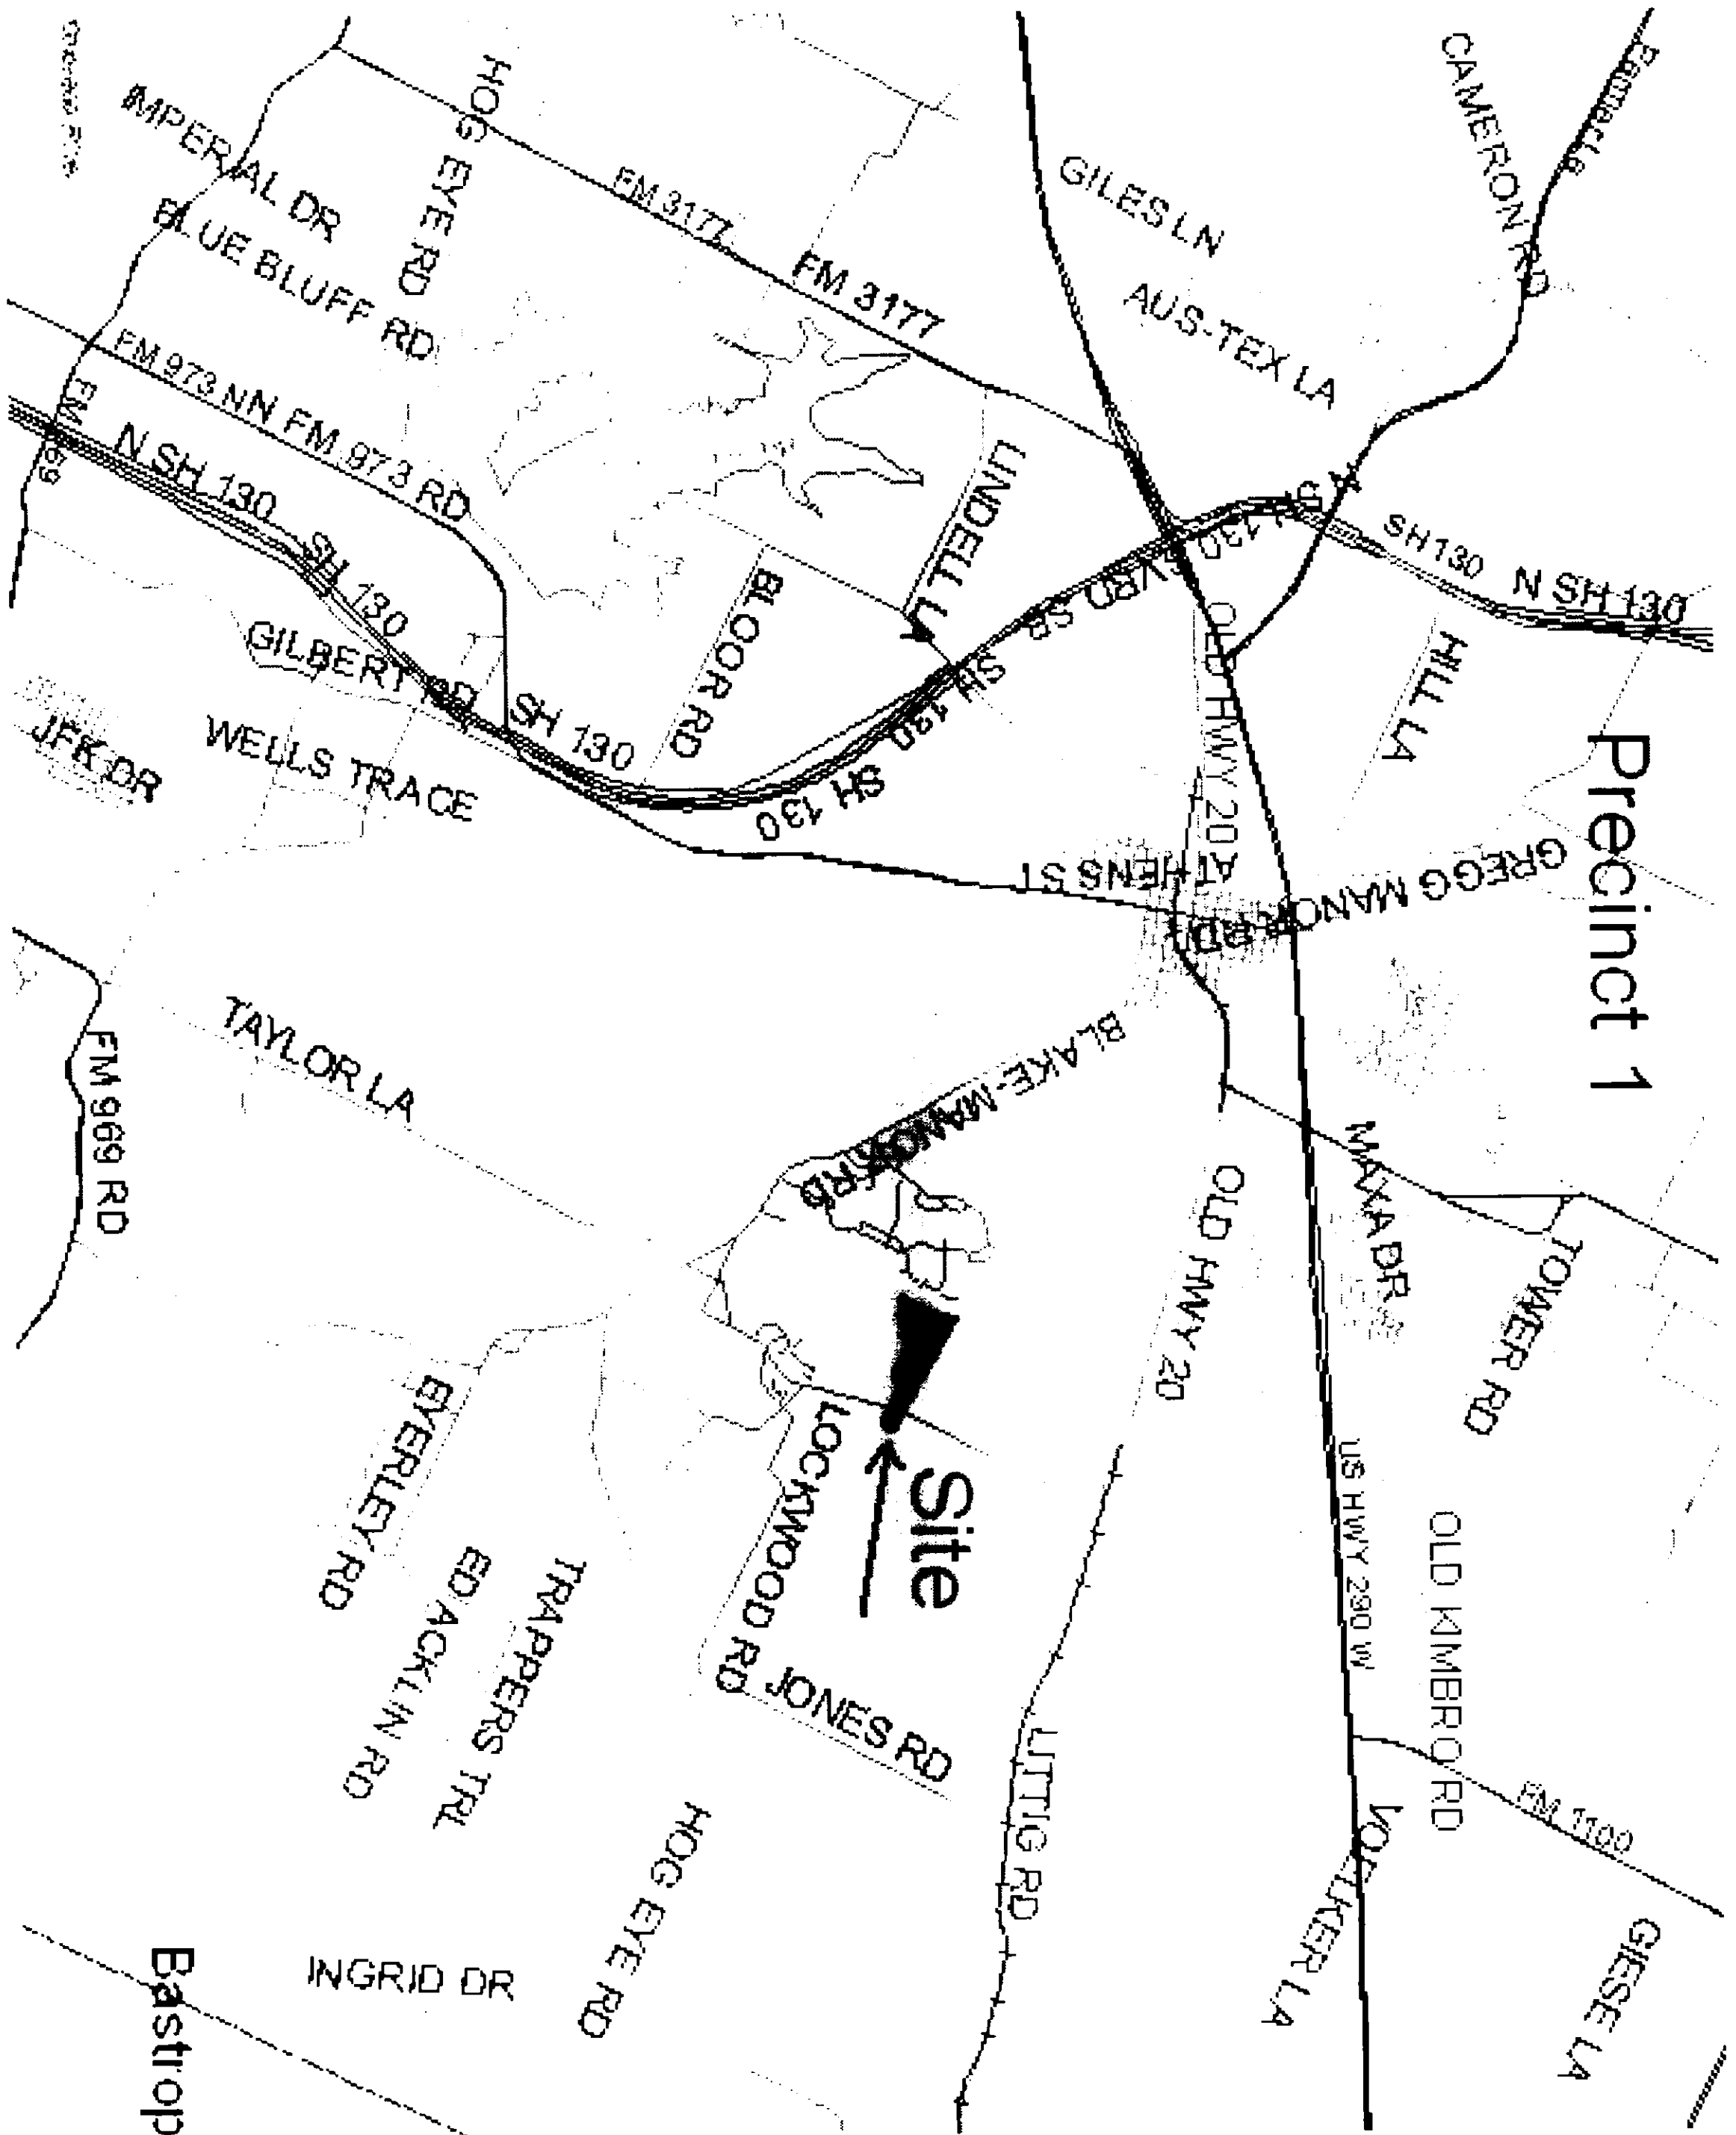 Precinct 1
CAMERON RD
GILES LN
AUS-TEX LA
HOG EYE RD
IMPERIAL DR
BLUE BLUFF RD
FM 3177
FM 3177
FM 973 N
N FM 973 RD
N SH 130
SH 130
SH 130
N SH 130
SH 130
SH 130
SH 130
LINDELL LA
BLOOR RD
GILBERT RD
WELLS TRACE
JFK DR
OLD HWY 20
HILL LA
ATHENS ST
GREGG MANOR RD
BLAKE-MANOR RD
TAYLOR LA
FM 969 RD
FM 969
MAXA DR
TOWER RD
OLD HWY 20
US HWY 290 W
OLD KIMBRO RD
FM 1100
VOELKER LA
GIESE LA
Site
LOCKWOOD RD
JONES RD
LITTIG RD
EYERLEY RD
ED ACKLIN RD
TRAPPERS TRL
HOG EYE RD
INGRID DR
Bastrop